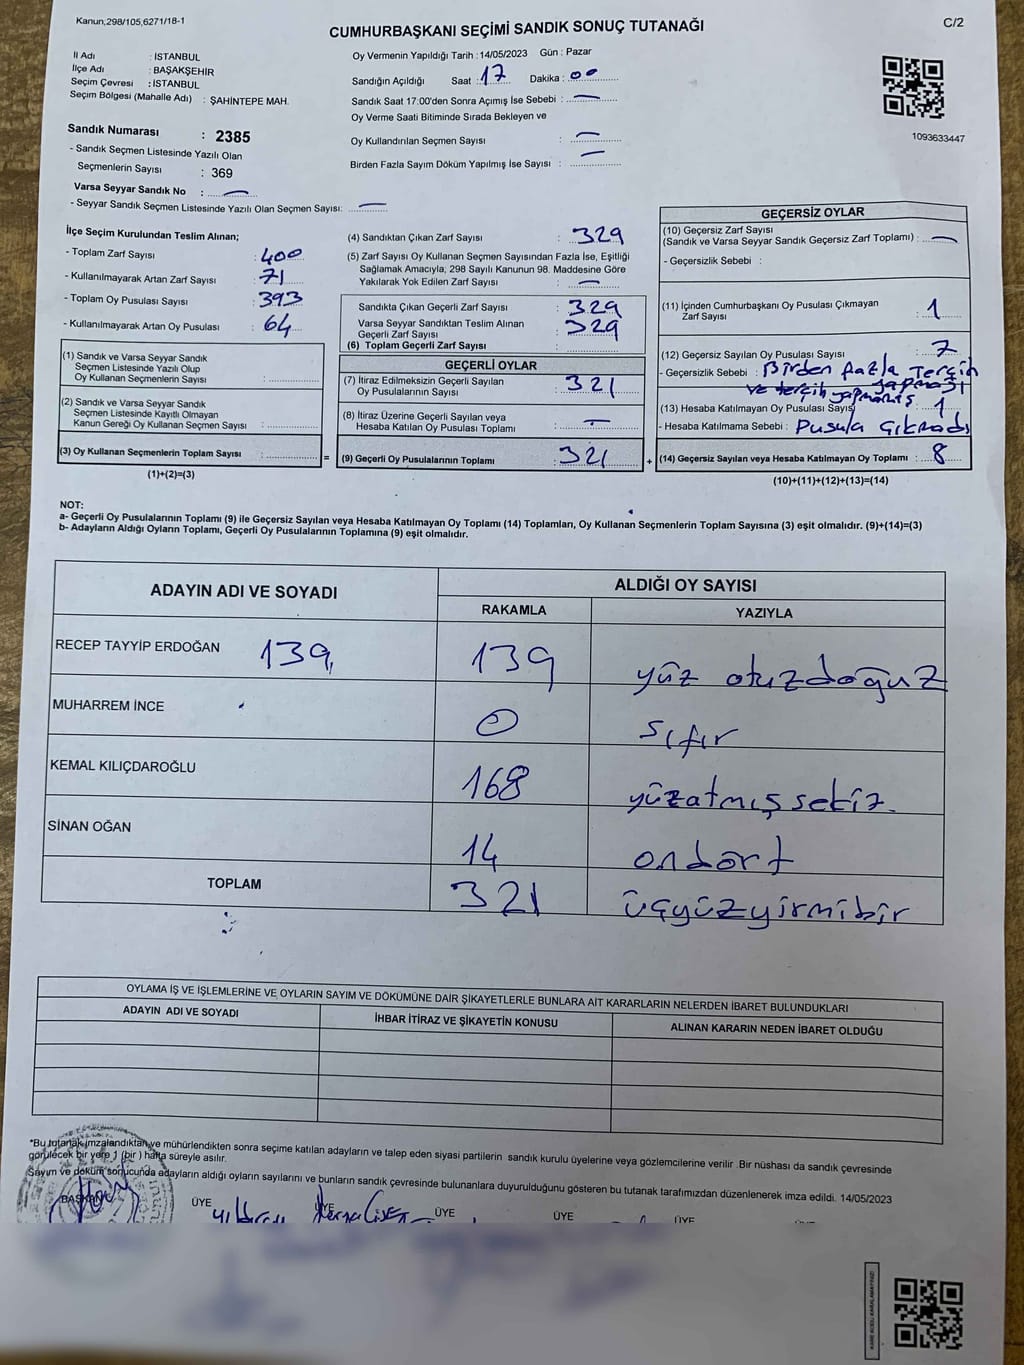 Kanun;298/105,6271/18-1
CUMHURBAŞKANI SEÇİMİ SANDIK SONUÇ TUTANAĞI
C/2
İl Adı : İSTANBUL
İlçe Adı : BAŞAKŞEHİR
Seçim Çevresi : İSTANBUL
Seçim Bölgesi (Mahalle Adı) : ŞAHİNTEPE MAH.
Sandık Numarası : 2385
- Sandık Seçmen Listesinde Yazılı Olan
Seçmenlerin Sayısı : 369
Varsa Seyyar Sandık No : —
- Seyyar Sandık Seçmen Listesinde Yazılı Olan Seçmen Sayısı: —
Oy Vermenin Yapıldığı Tarih : 14/05/2023 Gün : Pazar
Sandığın Açıldığı Saat : 17 Dakika : 00
Sandık Saat 17:00'den Sonra Açımış İse Sebebi : —
Oy Verme Saati Bitiminde Sırada Bekleyen ve
Oy Kullandırılan Seçmen Sayısı : —
Birden Fazla Sayım Döküm Yapılmış İse Sayısı : —
1093633447
İlçe Seçim Kurulundan Teslim Alınan;
- Toplam Zarf Sayısı : 400
- Kullanılmayarak Artan Zarf Sayısı : 71
- Toplam Oy Pusulası Sayısı : 393
- Kullanılmayarak Artan Oy Pusulası : 64
(1) Sandık ve Varsa Seyyar Sandık
Seçmen Listesinde Yazılı Olup
Oy Kullanan Seçmenlerin Sayısı :
(2) Sandık ve Varsa Seyyar Sandık
Seçmen Listesinde Kayıtlı Olmayan
Kanun Gereği Oy Kullanan Seçmen Sayısı :
(3) Oy Kullanan Seçmenlerin Toplam Sayısı : =
(1)+(2)=(3)
(4) Sandıktan Çıkan Zarf Sayısı : 329
(5) Zarf Sayısı Oy Kullanan Seçmen Sayısından Fazla İse, Eşitliği
Sağlamak Amacıyla; 298 Sayılı Kanunun 98. Maddesine Göre
Yakılarak Yok Edilen Zarf Sayısı : —
Sandıkta Çıkan Geçerli Zarf Sayısı : 329
Varsa Seyyar Sandıktan Teslim Alınan
Geçerli Zarf Sayısı : 329
(6) Toplam Geçerli Zarf Sayısı :
GEÇERLİ OYLAR
(7) İtiraz Edilmeksizin Geçerli Sayılan
Oy Pusulalarının Sayısı : 321
(8) İtiraz Üzerine Geçerli Sayılan veya
Hesaba Katılan Oy Pusulası Toplamı : —
(9) Geçerli Oy Pusulalarının Toplamı : 321 +
GEÇERSİZ OYLAR
(10) Geçersiz Zarf Sayısı
(Sandık ve Varsa Seyyar Sandık Geçersiz Zarf Toplamı) : —
- Geçersizlik Sebebi :
(11) İçinden Cumhurbaşkanı Oy Pusulası Çıkmayan
Zarf Sayısı : 1
(12) Geçersiz Sayılan Oy Pusulası Sayısı : 7
- Geçersizlik Sebebi : Birden fazla Tercih
yapmağı
ve tercih yapmamış
(13) Hesaba Katılmayan Oy Pusulası Sayısı : 1
- Hesaba Katılmama Sebebi : Pusula çıkmadı
(14) Geçersiz Sayılan veya Hesaba Katılmayan Oy Toplamı : 8
(10)+(11)+(12)+(13)=(14)
NOT:
a- Geçerli Oy Pusulalarının Toplamı (9) ile Geçersiz Sayılan veya Hesaba Katılmayan Oy Toplamı (14) Toplamları, Oy Kullanan Seçmenlerin Toplam Sayısına (3) eşit olmalıdır. (9)+(14)=(3)
b- Adayların Aldığı Oyların Toplamı, Geçerli Oy Pusulalarının Toplamına (9) eşit olmalıdır.
ADAYIN ADI VE SOYADI
ALDIĞI OY SAYISI
RAKAMLA
YAZIYLA
RECEP TAYYİP ERDOĞAN 139 139 yüz otuzdoğuz
MUHARREM İNCE 0 sıfır
KEMAL KILIÇDAROĞLU 168 yüzatmış sekiz.
SİNAN OĞAN 14 ondört
TOPLAM 321 üçyüzyirmibir
OYLAMA İŞ VE İŞLEMLERİNE VE OYLARIN SAYIM VE DÖKÜMÜNE DAİR ŞİKAYETLERLE BUNLARA AİT KARARLARIN NELERDEN İBARET BULUNDUKLARI
ADAYIN ADI VE SOYADI
İHBAR İTİRAZ VE ŞİKAYETİN KONUSU
ALINAN KARARIN NEDEN İBARET OLDUĞU
*Bu tutanak imzalandıktan ve mühürlendikten sonra seçime katılan adayların ve talep eden siyasi partilerin sandık kurulu üyelerine veya gözlemcilerine verilir .Bir nüshası da sandık çevresinde
görülecek bir yere 1 (bir ) hafta süreyle asılır.
Sayım ve döküm sonucunda adayların aldığı oyların sayılarını ve bunların sandık çevresinde bulunanlara duyurulduğunu gösteren bu tutanak tarafımızdan düzenlenerek imza edildi. 14/05/2023
BAŞKAN ÜYE ÜYE ÜYE ÜYE ÜYE ÜYE
KARE KODU KARALAMAYINIZ!